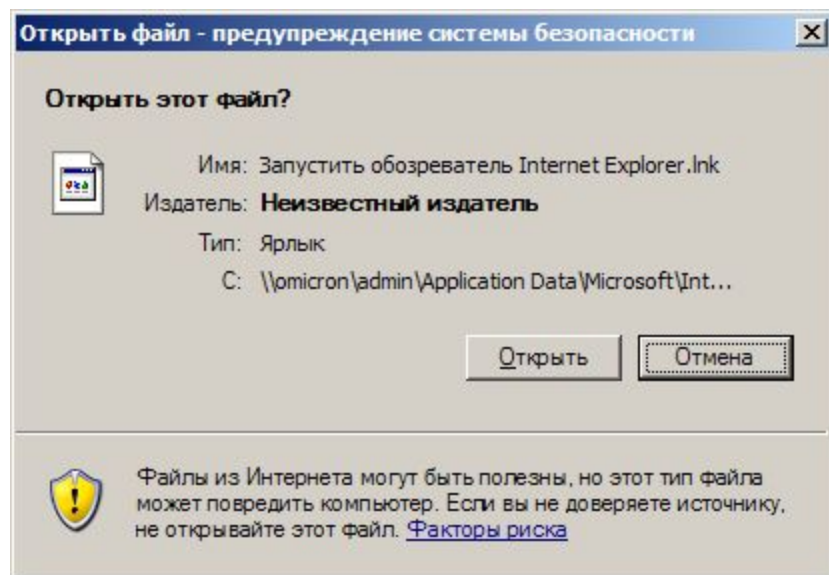 Открыть файл - предупреждение системы безопасности
Открыть этот файл?
Имя: Запустить обозреватель Internet Explorer.lnk
Издатель: Неизвестный издатель
Тип: Ярлык
С: \\omicron\admin\Application Data\Microsoft\Int...
Открыть Отмена
Файлы из Интернета могут быть полезны, но этот тип файла
может повредить компьютер. Если вы не доверяете источнику,
не открывайте этот файл. Факторы риска